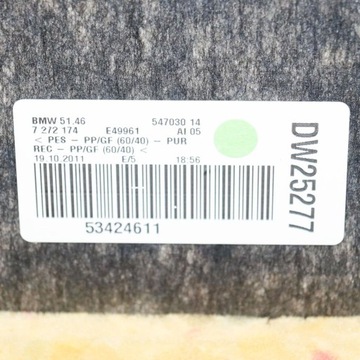 BMW 51.46 547030 14
7 272 174 E49961 AI 05
< PES - PP/GF (60/40) - PUR
REC - PP/GF (60/40) <
19.10.2011 E/5 18:56
53424611
DW25277